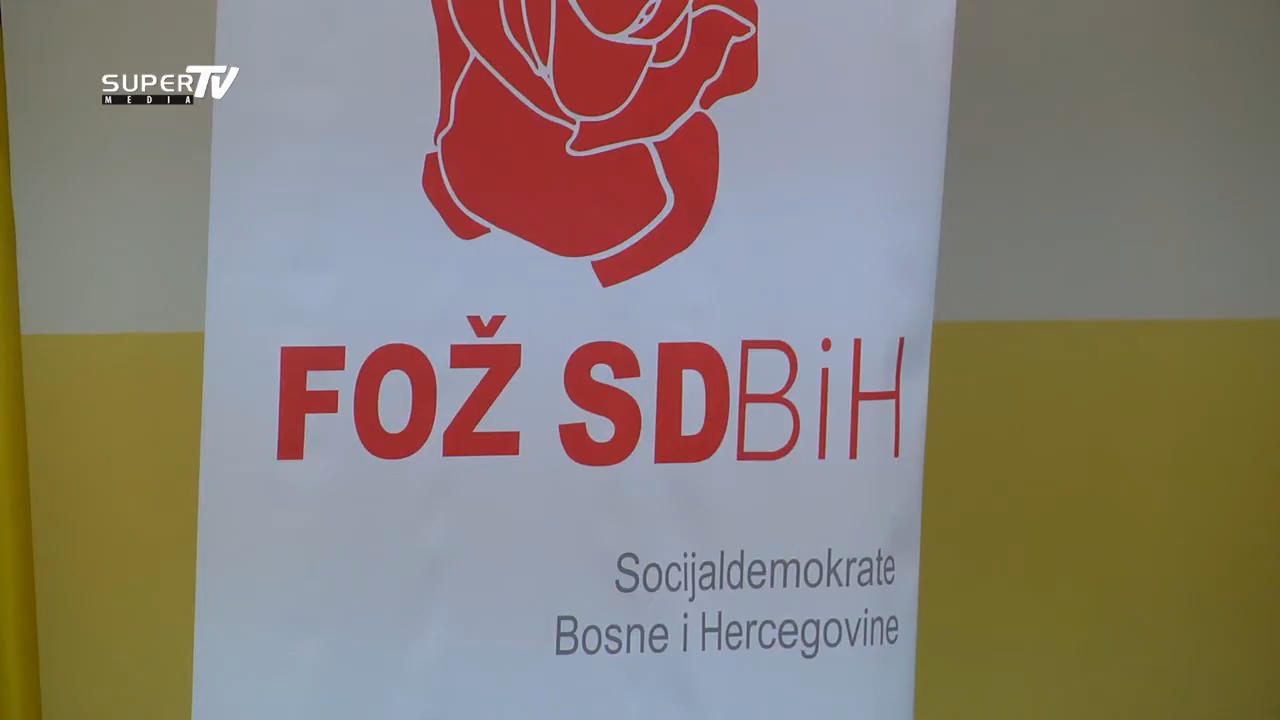 SUPER TV
MEDIA
FOŽ SDBiH
Socijaldemokrate
Bosne i Hercegovine